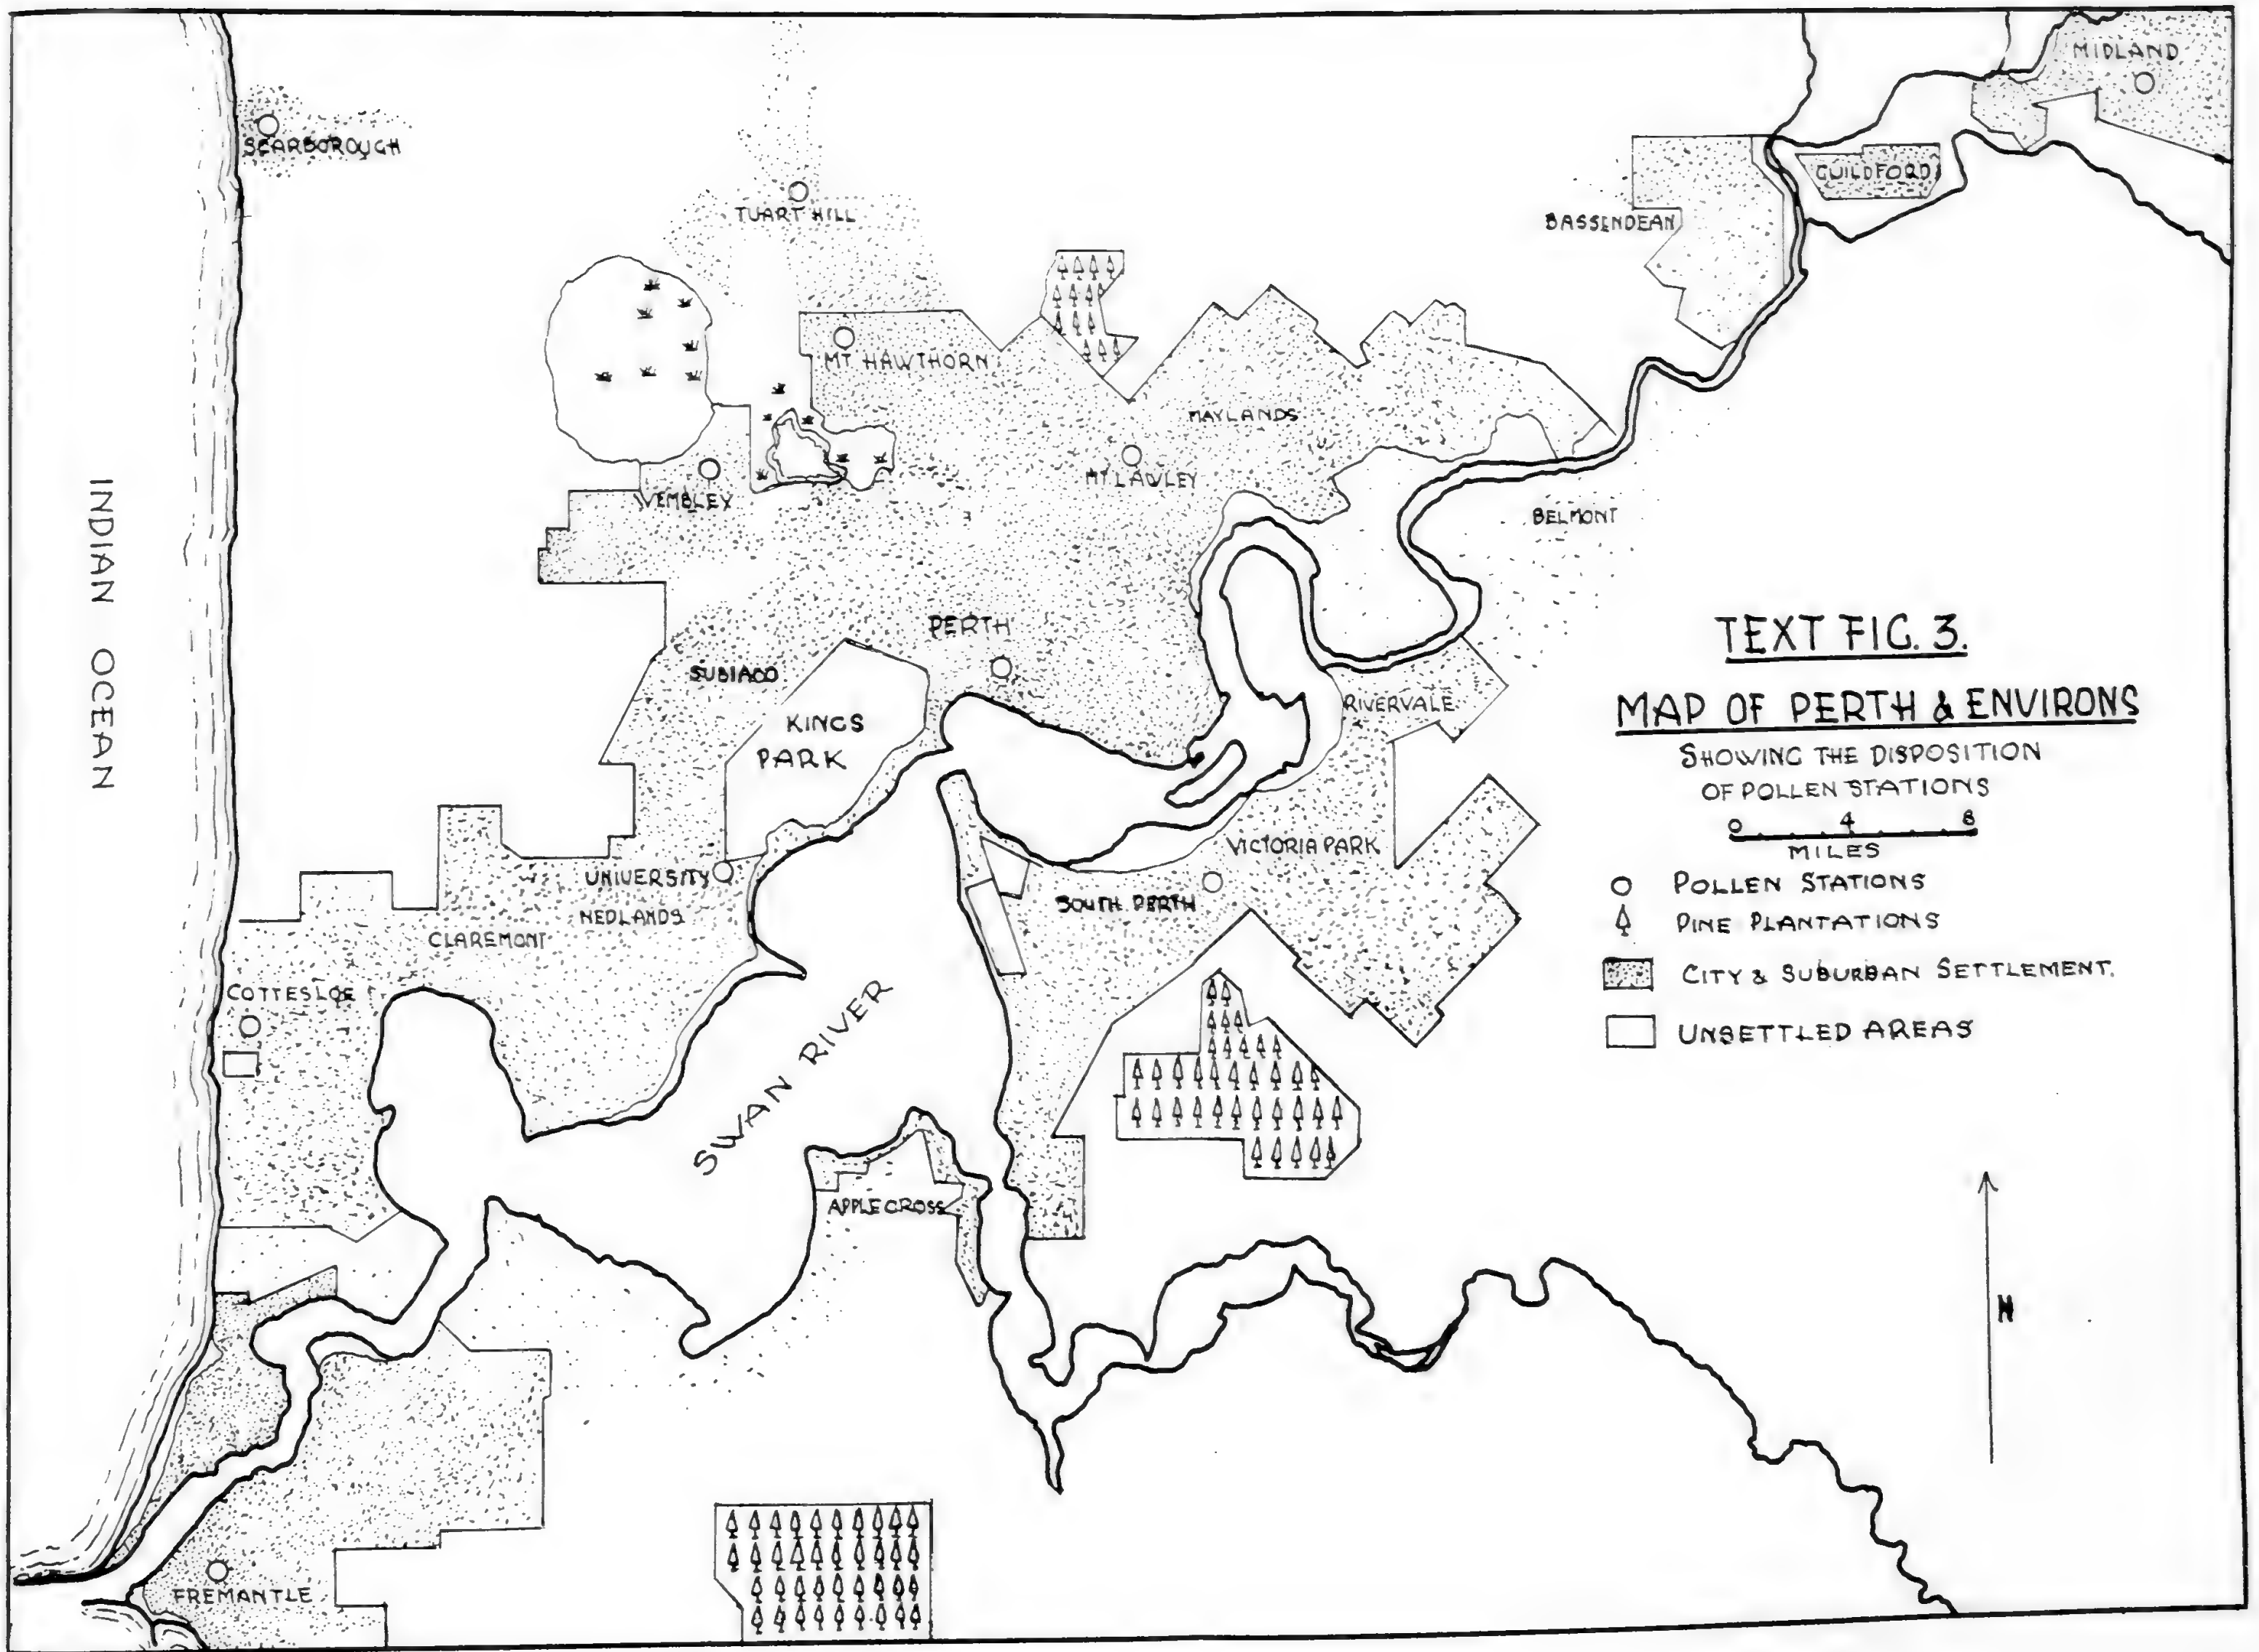 MIDLAND
SCARBOROUGH
GUILDFORD
TUART HILL
BASSENDEAN
MT HAWTHORN
MAYLANDS
MT LAWLEY
WEMBLEY
BELMONT
INDIAN OCEAN
PERTH
SUBIACO
KINGS
PARK
RIVERVALE
TEXT FIG. 3.
MAP OF PERTH & ENVIRONS
SHOWING THE DISPOSITION
OF POLLEN STATIONS
0 4 8
MILES
POLLEN STATIONS
PINE PLANTATIONS
CITY & SUBURBAN SETTLEMENT.
UNSETTLED AREAS
VICTORIA PARK
UNIVERSITY
NEDLANDS
SOUTH PERTH
CLAREMONT
COTTESLOE
SWAN RIVER
APPLECROSS
N
FREMANTLE